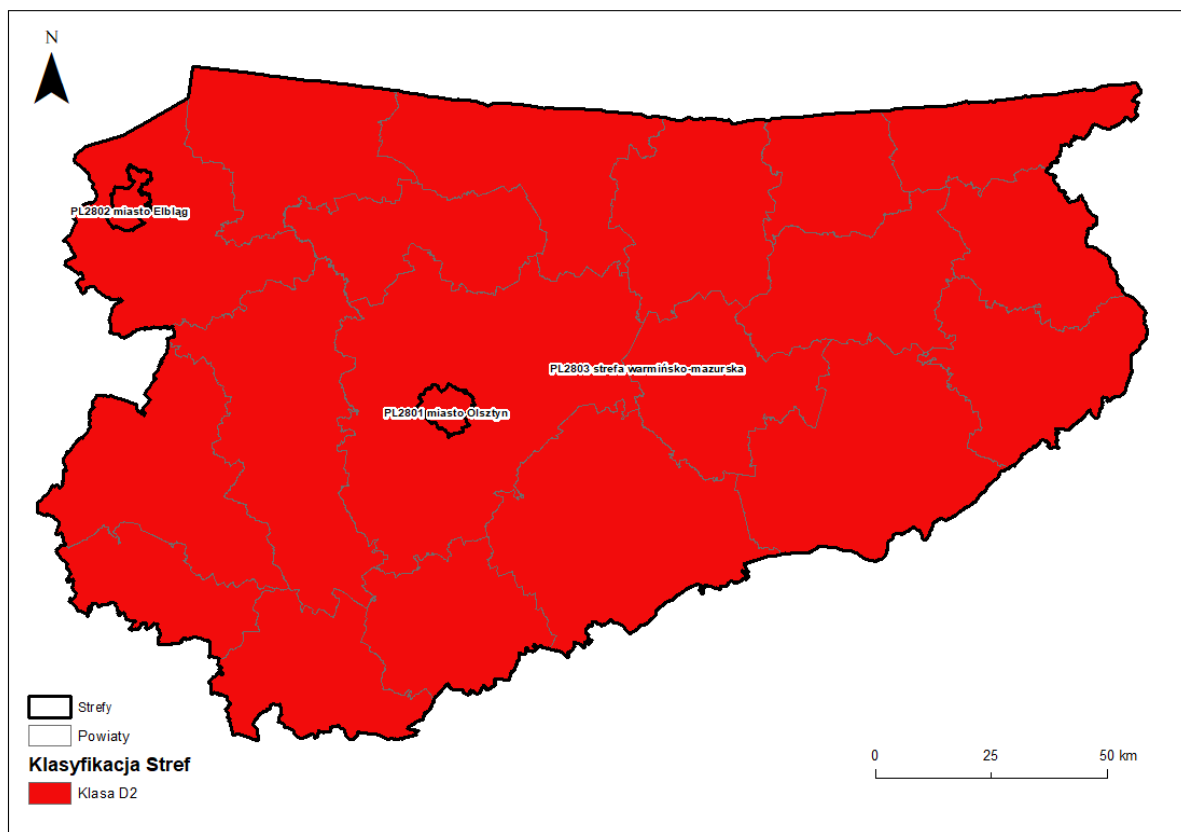 N
PL2802 miasto Elbląg
PL2803 strefa warmińsko-mazurska
PL2801 miasto Olsztyn
Strefy
Powiaty
Klasyfikacja Stref
Klasa D2
0 25 50 km